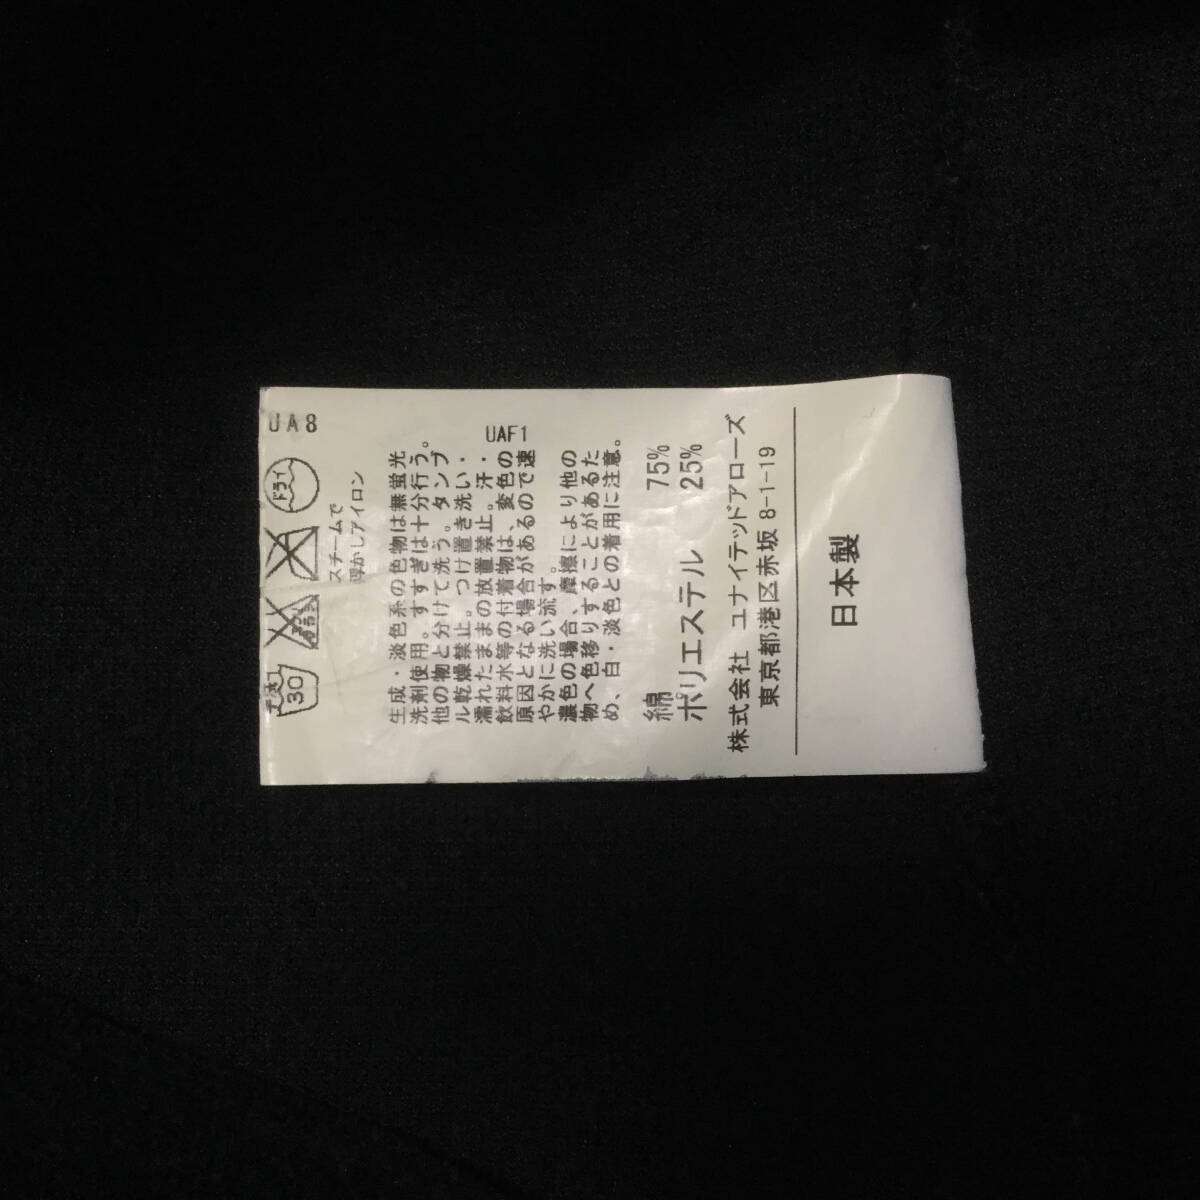 UA8
手洗イ
30
ドライ
スチームで
浮かしアイロン
UAF1
生成・淡色系の色物は無蛍光
洗剤使用。すすぎは十分行う。
他の物と分けて洗う。タンブ
ル乾燥禁止。つけ置き洗い・
濡れたままの放置禁止。汗・
飲料水等の付着物は、変色の
原因となる場合があるので速
やかに洗い流す。
濃色の場合、摩擦により他の
物へ色移りすることがあるた
め、白・淡色との着用に注意。
綿 75%
ポリエステル 25%
株式会社 ユナイテッドアローズ
東京都港区赤坂 8-1-19
日本製